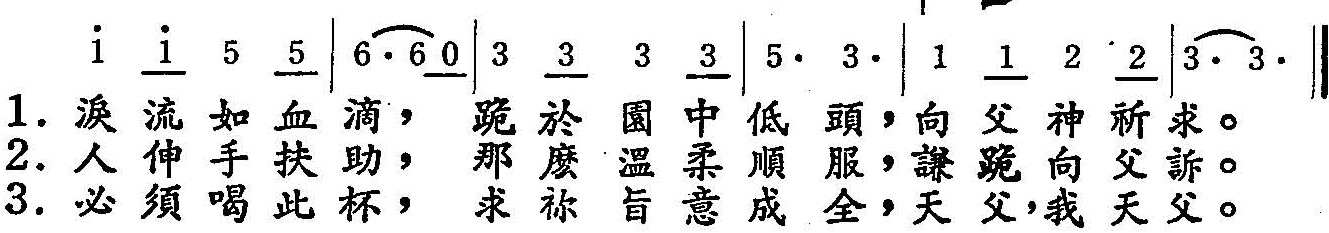 i i 5 5 | 6·6 0 | 3 3 3 3 | 5· 3· | 1 1 2 2 | 3· 3· ‖
1. 淚流如血滴，跪於園中低頭，向父神祈求。
2. 人伸手扶助，那麼溫柔順服，謙跪向父訴。
3. 必須喝此杯，求祢旨意成全，天父，我天父。